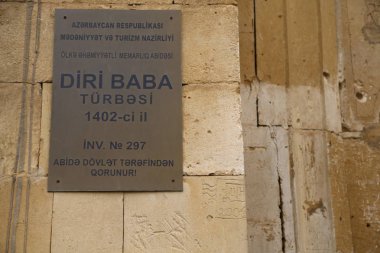 AZƏRBAYCAN RESPUBLİKASI
MƏDƏNİYYƏT VƏ TURİZM NAZİRLİYİ
ÖLKƏ ƏHƏMİYYƏTLİ MEMARLIQ ABİDƏSİ
DİRİ BABA
TÜRBƏSİ
1402-ci il
İNV. № 297
ABİDƏ DÖVLƏT TƏRƏFİNDƏN
QORUNUR!